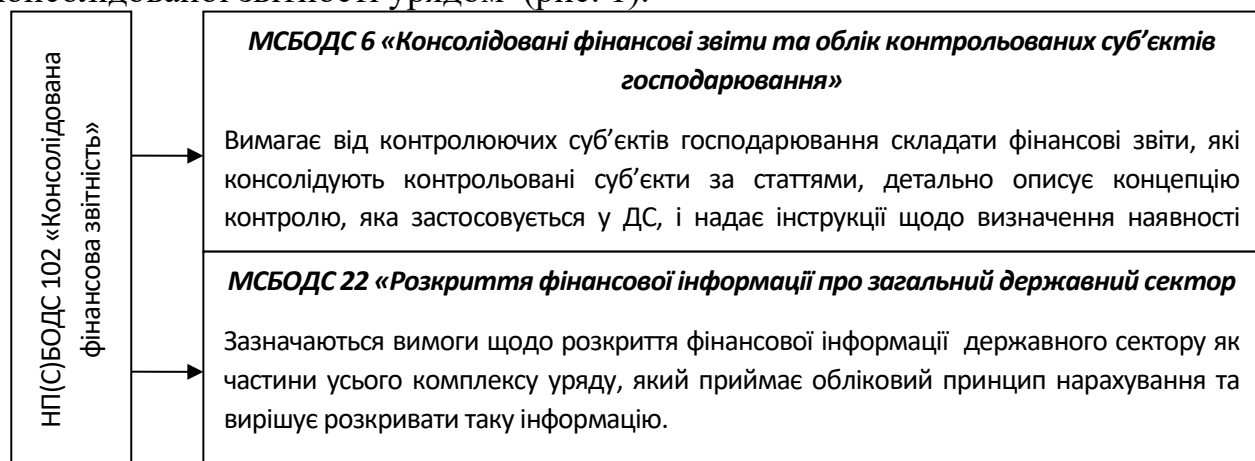 консолідованої звітності урядом (рис. 1).
НП(С)БОДС 102 «Консолідована
фінансова звітність»
МСБОДС 6 «Консолідовані фінансові звіти та облік контрольованих суб’єктів
господарювання»
Вимагає від контролюючих суб’єктів господарювання складати фінансові звіти, які
консолідують контрольовані суб’єкти за статтями, детально описує концепцію
контролю, яка застосовується у ДС, і надає інструкції щодо визначення наявності
МСБОДС 22 «Розкриття фінансової інформації про загальний державний сектор
Зазначаються вимоги щодо розкриття фінансової інформації державного сектору як
частини усього комплексу уряду, який приймає обліковий принцип нарахування та
вирішує розкривати таку інформацію.